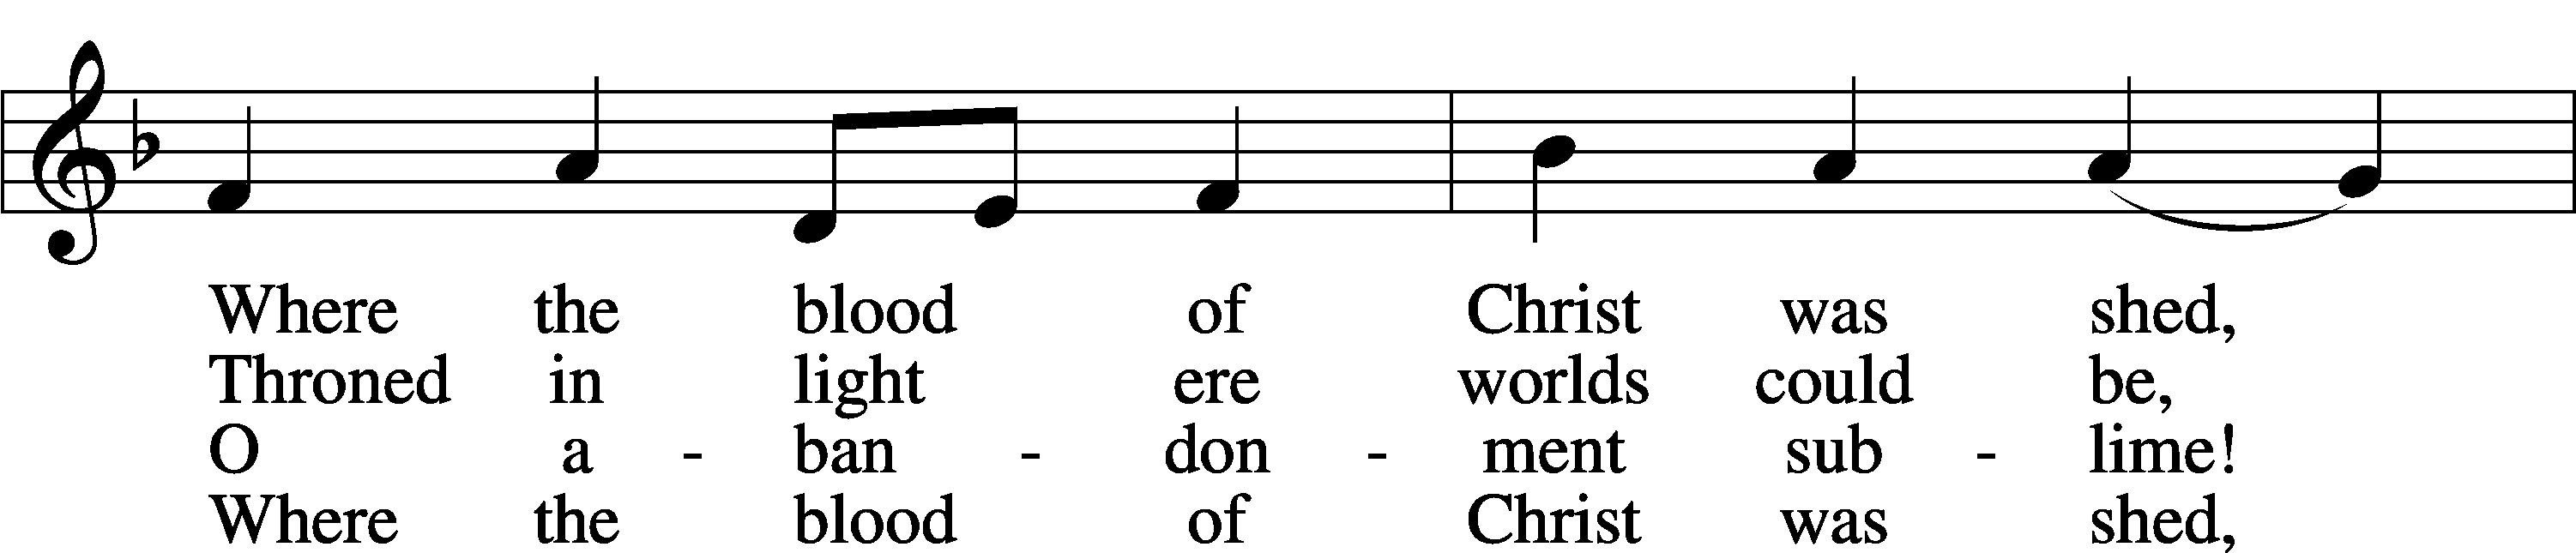 Where the blood of Christ was shed,
Throned in light ere worlds could be,
O a - ban - don - ment sub - lime!
Where the blood of Christ was shed,